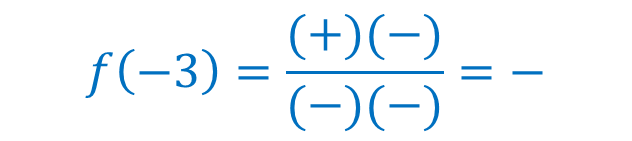 f(−3) = (+)(−) / (−)(−) = −